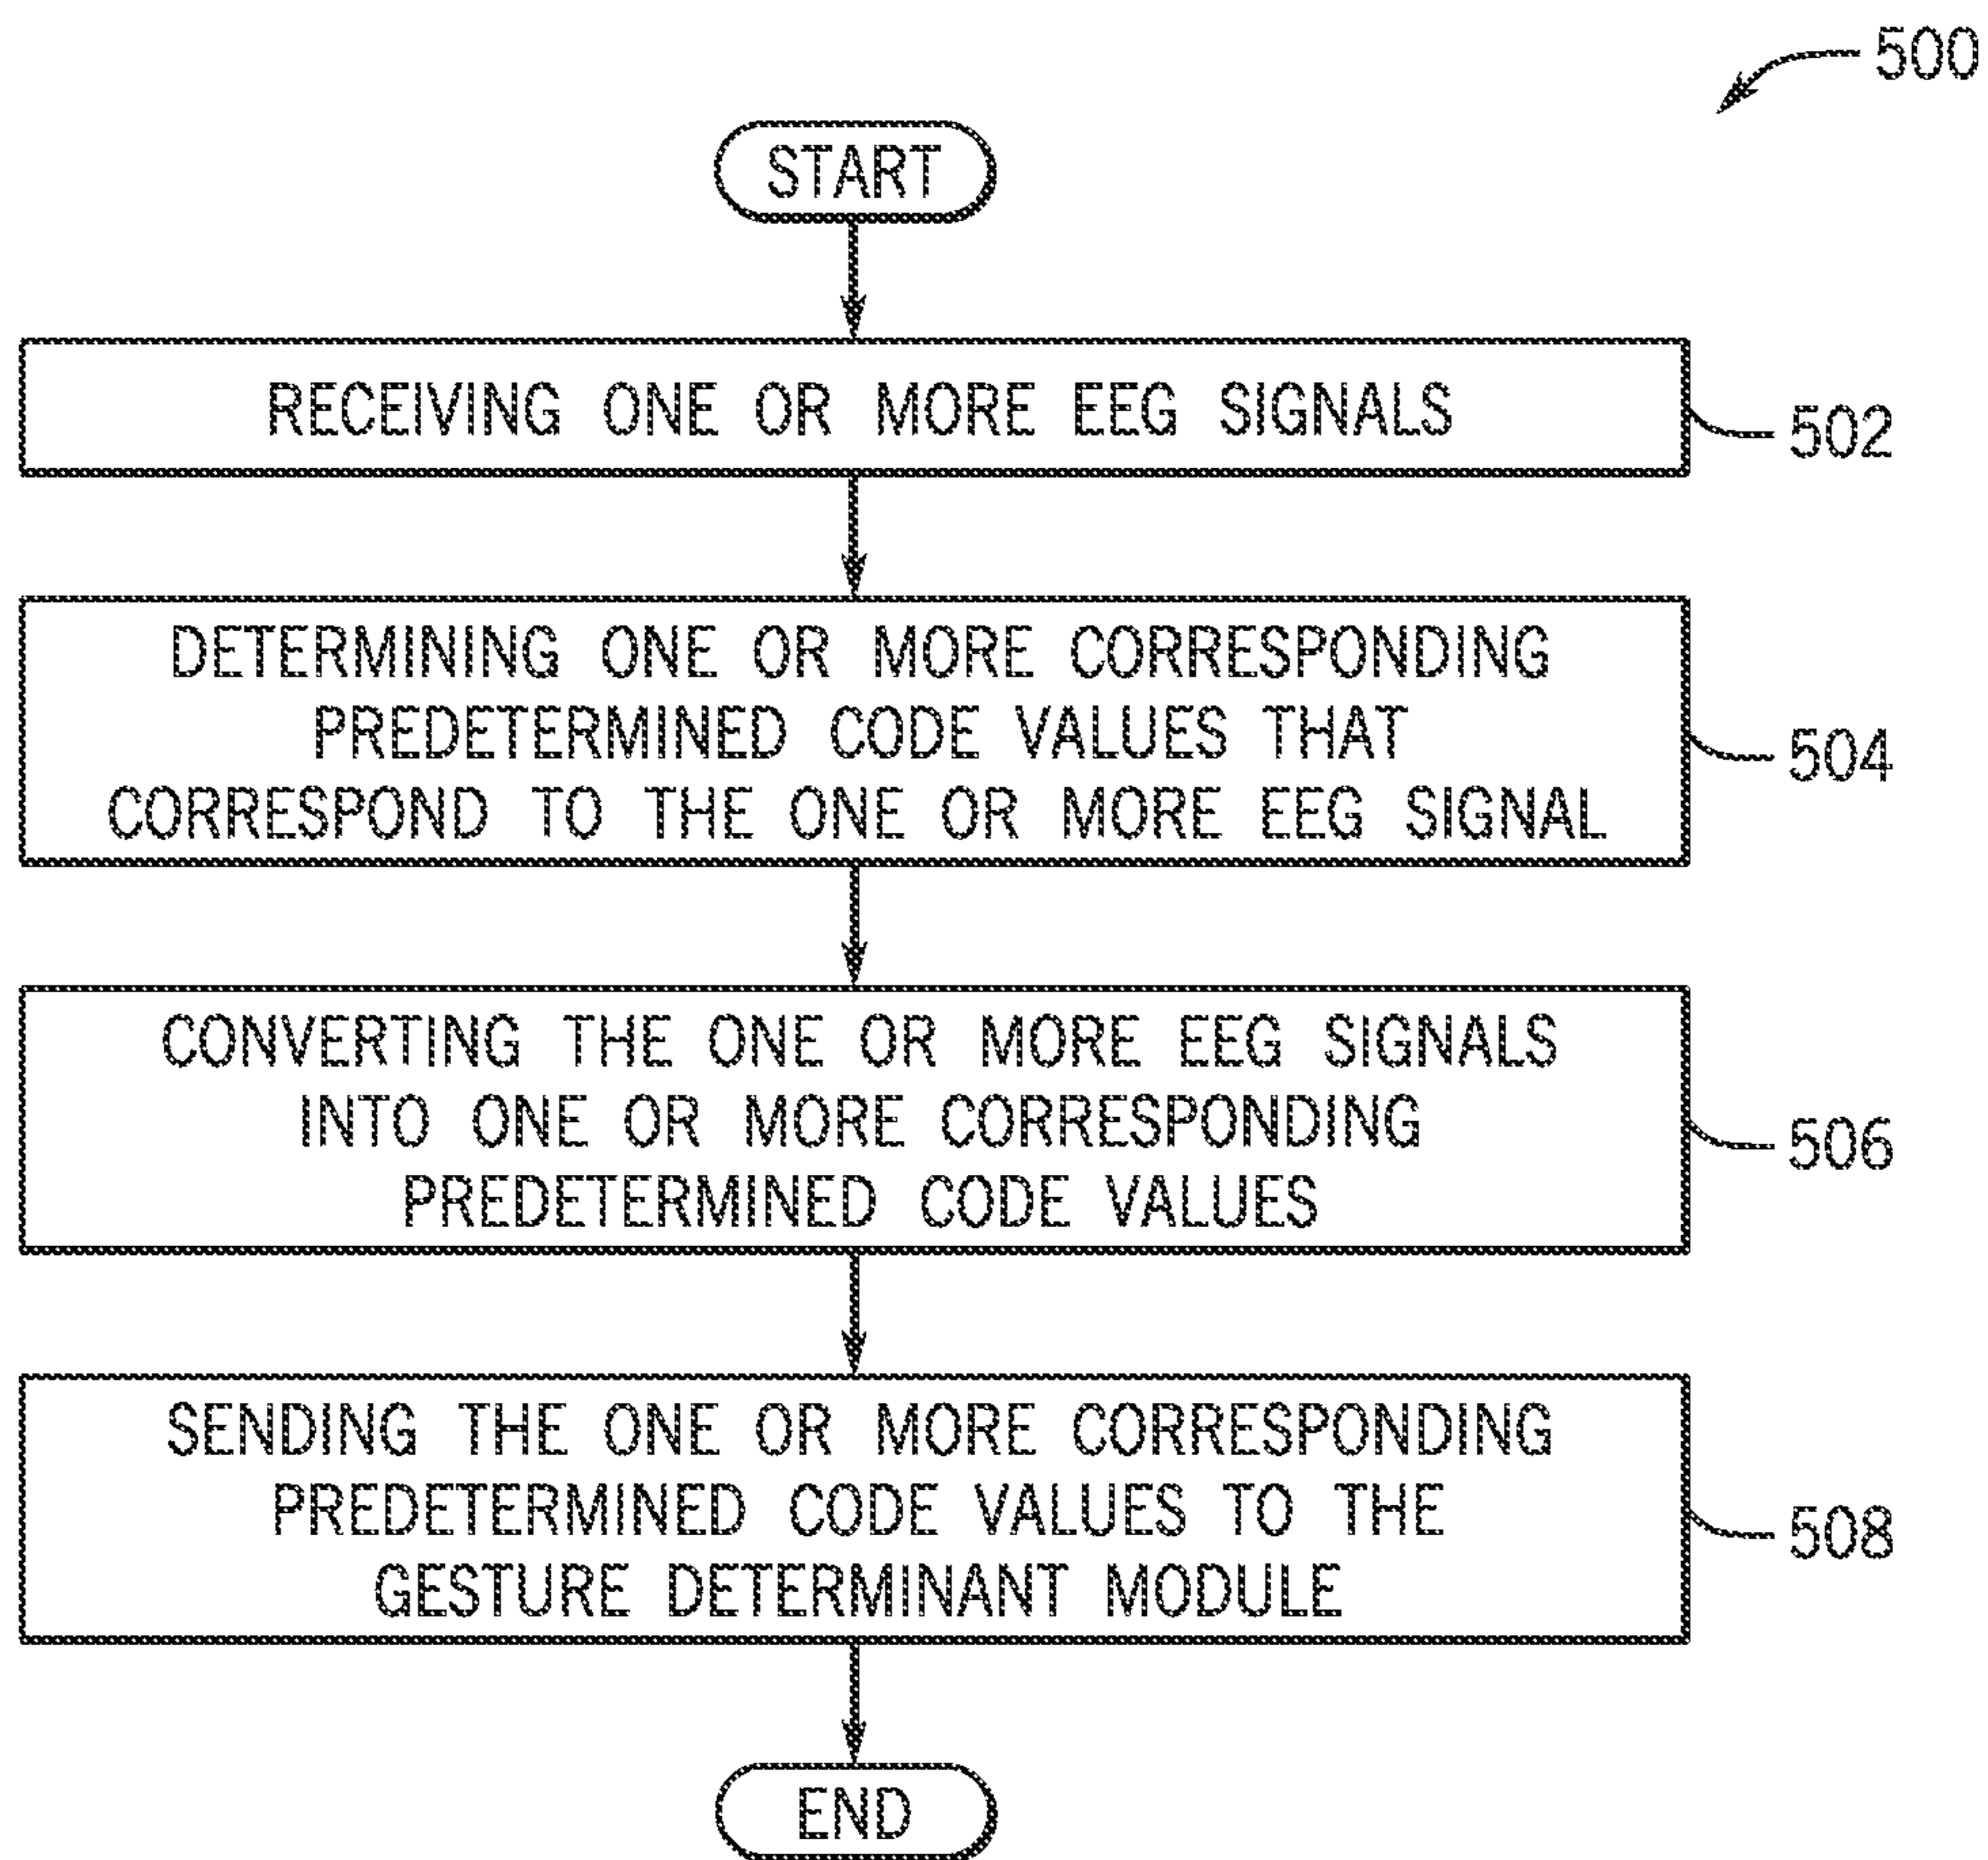 500
START
RECEIVING ONE OR MORE EEG SIGNALS
502
DETERMINING ONE OR MORE CORRESPONDING
PREDETERMINED CODE VALUES THAT
CORRESPOND TO THE ONE OR MORE EEG SIGNAL
504
CONVERTING THE ONE OR MORE EEG SIGNALS
INTO ONE OR MORE CORRESPONDING
PREDETERMINED CODE VALUES
506
SENDING THE ONE OR MORE CORRESPONDING
PREDETERMINED CODE VALUES TO THE
GESTURE DETERMINANT MODULE
508
END